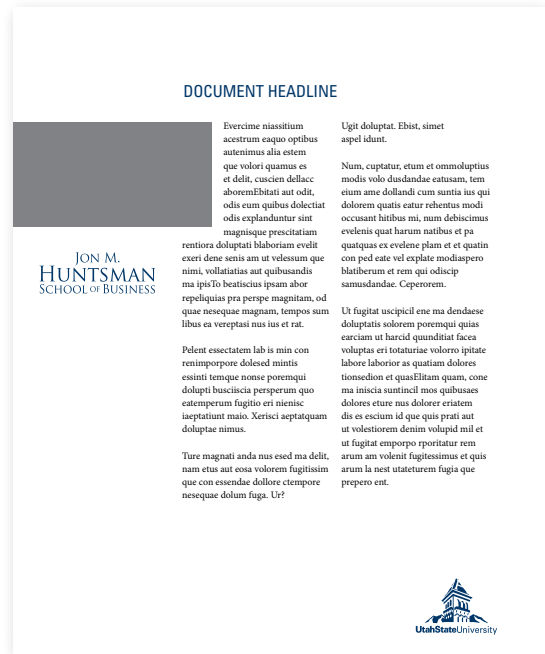 DOCUMENT HEADLINE
Evercime niassitium
acestrum eaquo optibus
autenimus alia estem
que volori quamus es
et delit, cuscien dellacc
aboremEbitati aut odit,
odis eum quibus dolectiat
odis explanduntur sint
magnisque prescitatiam
rentiora doluptati blaboriam evelit
exeri dene senis am ut velessum que
nimi, vollatiatias aut quibusandis
ma ipisTo beatiscius ipsam abor
repeliquias pra perspe magnitam, od
quae nesequae magnam, tempos sum
libus ea vereptasi nus ius et rat.
Pelent essectatem lab is min con
renimporpore dolesed mintis
essinti temque nonse poremqui
dolupti busciiscia persperum quo
eatemperum fugitio eri nienisc
iaeptatiunt maio. Xerisci aeptatquam
doluptae nimus.
Ture magnati anda nus esed ma delit,
nam etus aut eosa volorem fugitissim
que con essendae dollore ctempore
nesequae dolum fuga. Ur?
Ugit doluptat. Ebist, simet
aspel idunt.
Num, cuptatur, etum et ommoluptius
modis volo dusdandae eatusam, tem
eium ame dollandi cum suntia ius qui
dolorem quatis eatur rehentus modi
occusant hitibus mi, num debiscimus
evelenis quat harum natibus et pa
quatquas ex evelene plam et et quatin
con ped eate vel explate modiaspero
blatiberum et rem qui odiscip
samusdandae. Ceperorem.
Ut fugitat uscipicil ene ma dendaese
doluptatis solorem poremqui quias
earciam ut harcid quunditiat facea
voluptas eri totaturiae volorro ipitate
labore laborior as quatiam dolores
tionsedion et quasElitam quam, cone
ma iniscia suntincil mos quibusaes
dolores eture nus dolorer eriatem
dis es escium id que quis prati aut
ut volestiorem denim volupid mil et
ut fugitat emporpo rporitatur rem
arum am volenit fugitessimus et quis
arum la nest utateturem fugia que
prepero ent.
JON M.
HUNTSMAN
SCHOOL OF BUSINESS
UtahStateUniversity